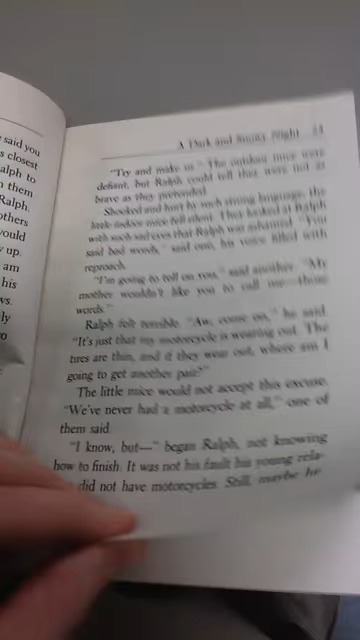 said you
s closest
alph to
them
Ralph.
others
ould
up.
am
his
vs.
ly
A Dark and Snowy Night 13
"Try and make us." The outdoor mice were
defiant, but Ralph could tell they were not as
brave as they pretended.
Shocked and hurt by such strong language, the
little indoor mice fell silent. They looked at Ralph
with such sad eyes that Ralph was ashamed. "You
said bad words," said one, his voice filled with
reproach.
"I'm going to tell on you," said another. "My
mother wouldn't like you to call me—those
words."
Ralph felt terrible. "Aw, come on," he said.
"It's just that my motorcycle is wearing out. The
tires are thin, and if they wear out, where am I
going to get another pair?"
The little mice would not accept this excuse.
"We've never had a motorcycle at all," one of
them said.
"I know, but—" began Ralph, not knowing
how to finish. It was not his fault his young rela-
did not have motorcycles. Still, maybe he